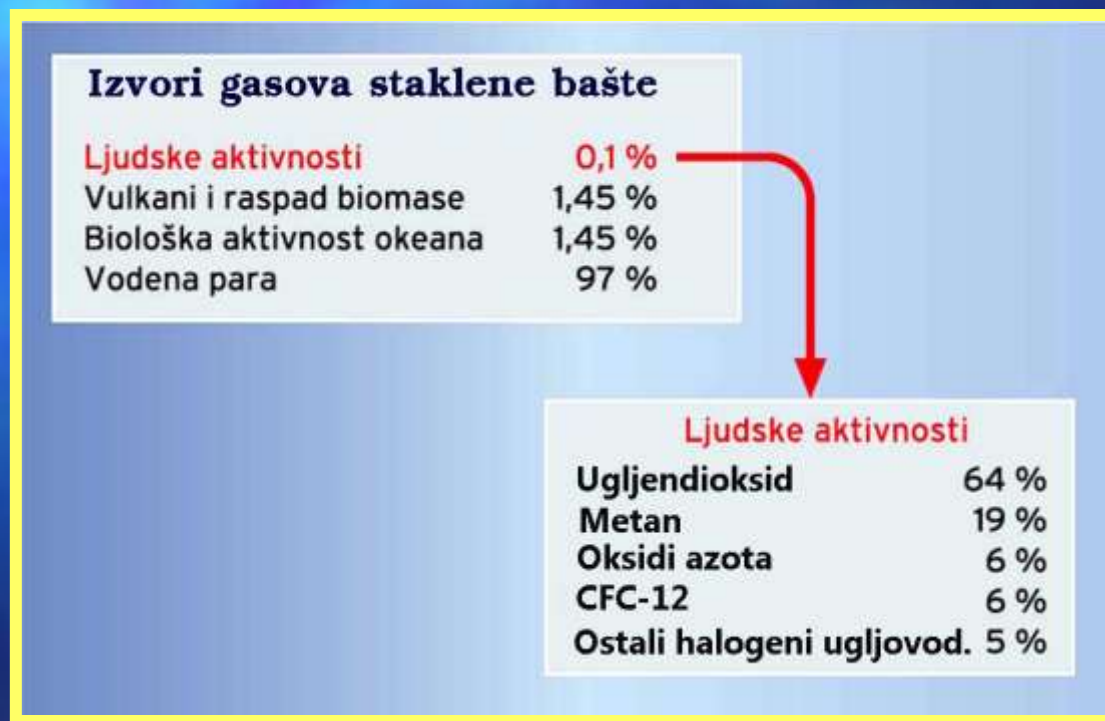 Izvori gasova staklene bašte
Ljudske aktivnosti 0,1 %
Vulkani i raspad biomase 1,45 %
Biološka aktivnost okeana 1,45 %
Vodena para 97 %
Ljudske aktivnosti
Ugljendioksid 64 %
Metan 19 %
Oksidi azota 6 %
CFC-12 6 %
Ostali halogeni ugljovod. 5 %